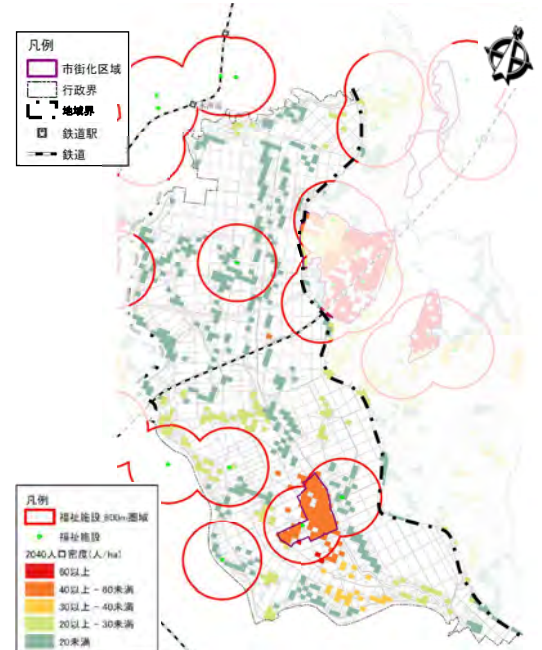 凡例
市街化区域
行政界
地域界
鉄道駅
鉄道
凡例
福祉施設_800m圏域
福祉施設
2040人口密度(人/ha)
60以上
40以上-60未満
30以上-40未満
20以上-30未満
20未満